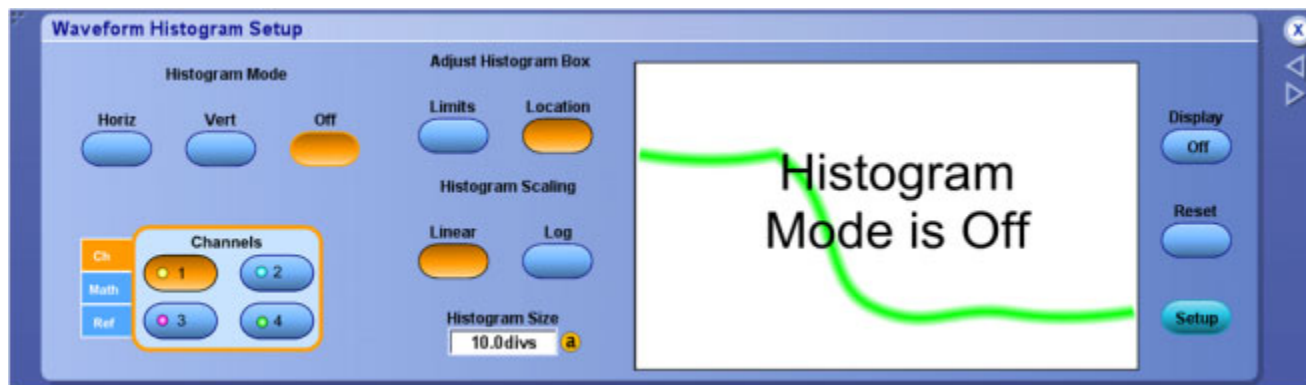 Waveform Histogram Setup
X
Histogram Mode
Horiz
Vert
Off
Ch
Math
Ref
Channels
1
2
3
4
Adjust Histogram Box
Limits
Location
Histogram Scaling
Linear
Log
Histogram Size
10.0divs
a
Histogram
Mode is Off
Display
Off
Reset
Setup